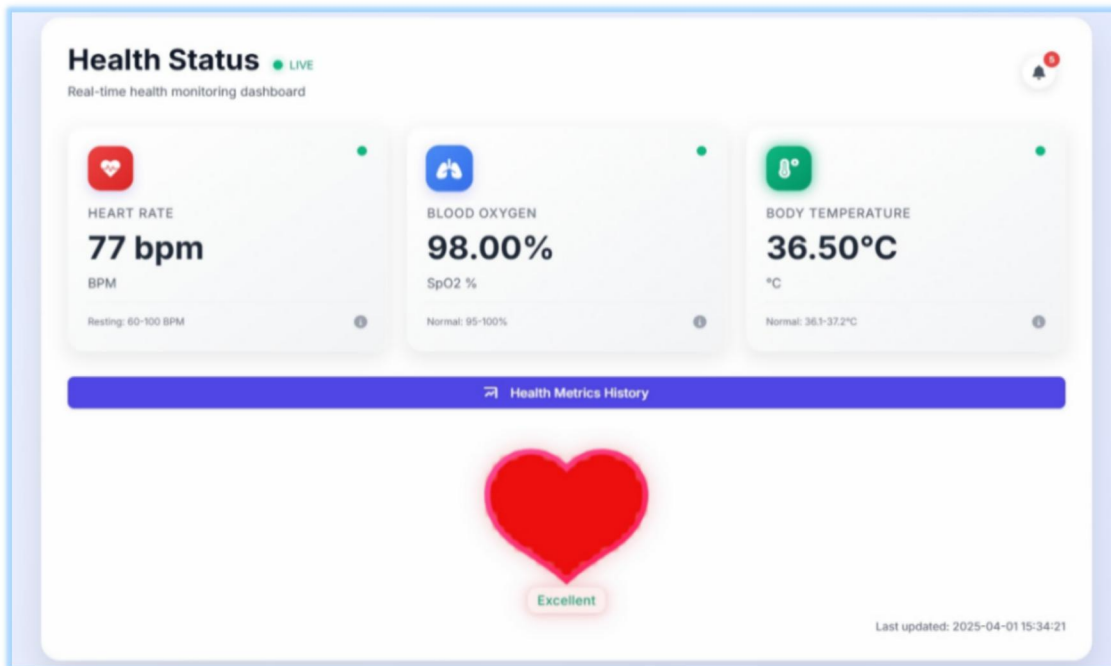 Health Status
LIVE
5
Real-time health monitoring dashboard
HEART RATE
77 bpm
BPM
Resting: 60-100 BPM
BLOOD OXYGEN
98.00%
SpO2 %
Normal: 95-100%
BODY TEMPERATURE
36.50°C
°C
Normal: 36.1-37.2°C
Health Metrics History
Excellent
Last updated: 2025-04-01 15:34:21